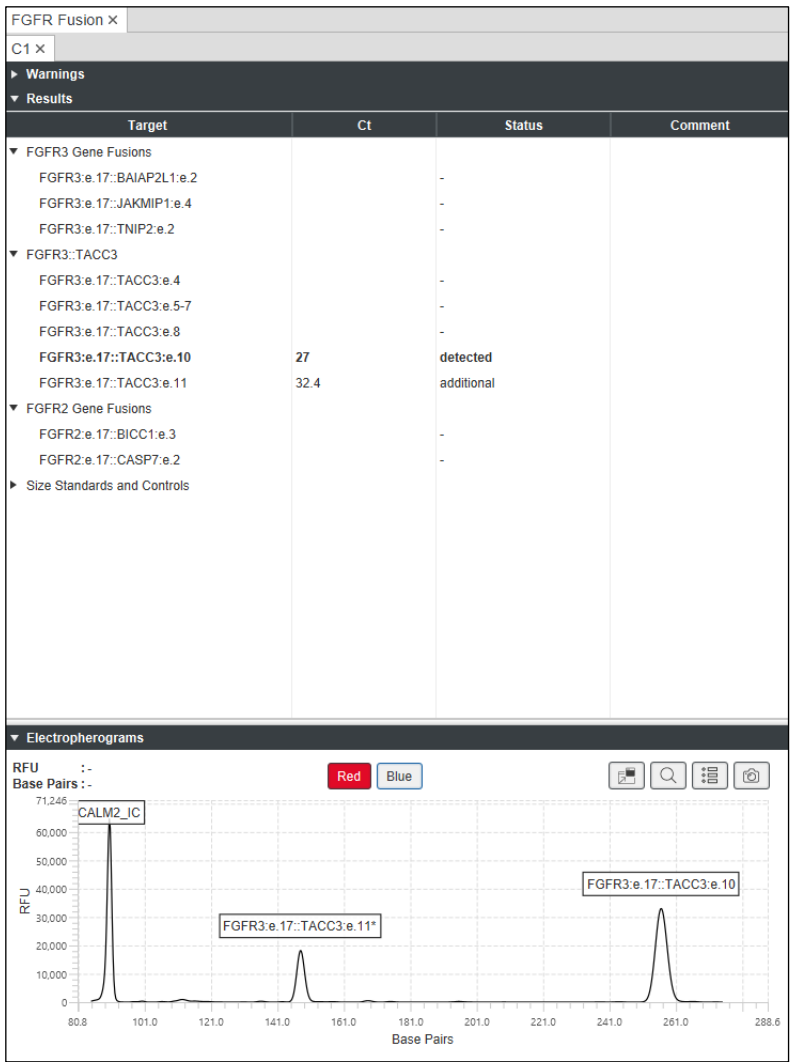 FGFR Fusion ×
C1 ×
Warnings
Results
Target Ct Status Comment
FGFR3 Gene Fusions
FGFR3:e.17::BAIAP2L1:e.2 -
FGFR3:e.17::JAKMIP1:e.4 -
FGFR3:e.17::TNIP2:e.2 -
FGFR3::TACC3
FGFR3:e.17::TACC3:e.4 -
FGFR3:e.17::TACC3:e.5-7 -
FGFR3:e.17::TACC3:e.8 -
FGFR3:e.17::TACC3:e.10 27 detected
FGFR3:e.17::TACC3:e.11 32.4 additional
FGFR2 Gene Fusions
FGFR2:e.17::BICC1:e.3 -
FGFR2:e.17::CASP7:e.2 -
Size Standards and Controls
Electropherograms
RFU :-
Base Pairs :-
Red Blue
71,246
CALM2_IC
60,000
50,000
FGFR3:e.17::TACC3:e.10
40,000
RFU
30,000
FGFR3:e.17::TACC3:e.11*
20,000
10,000
0
80.8 101.0 121.0 141.0 161.0 181.0 201.0 221.0 241.0 261.0 288.6
Base Pairs